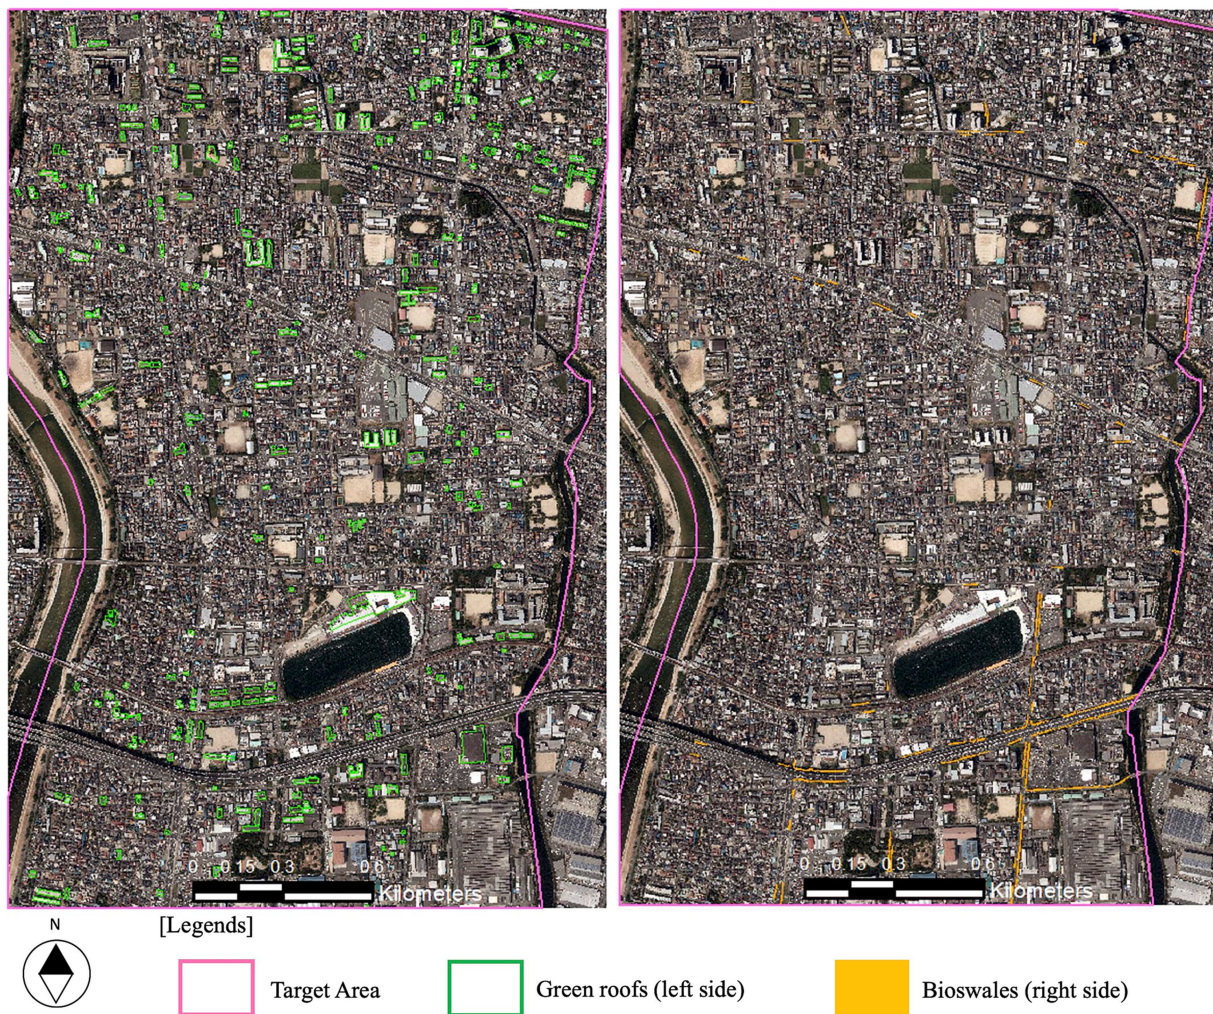 0 0.15 0.3 0.6
Kilometers
0 0.15 0.3 0.6
Kilometers
N
[Legends]
Target Area
Green roofs (left side)
Bioswales (right side)